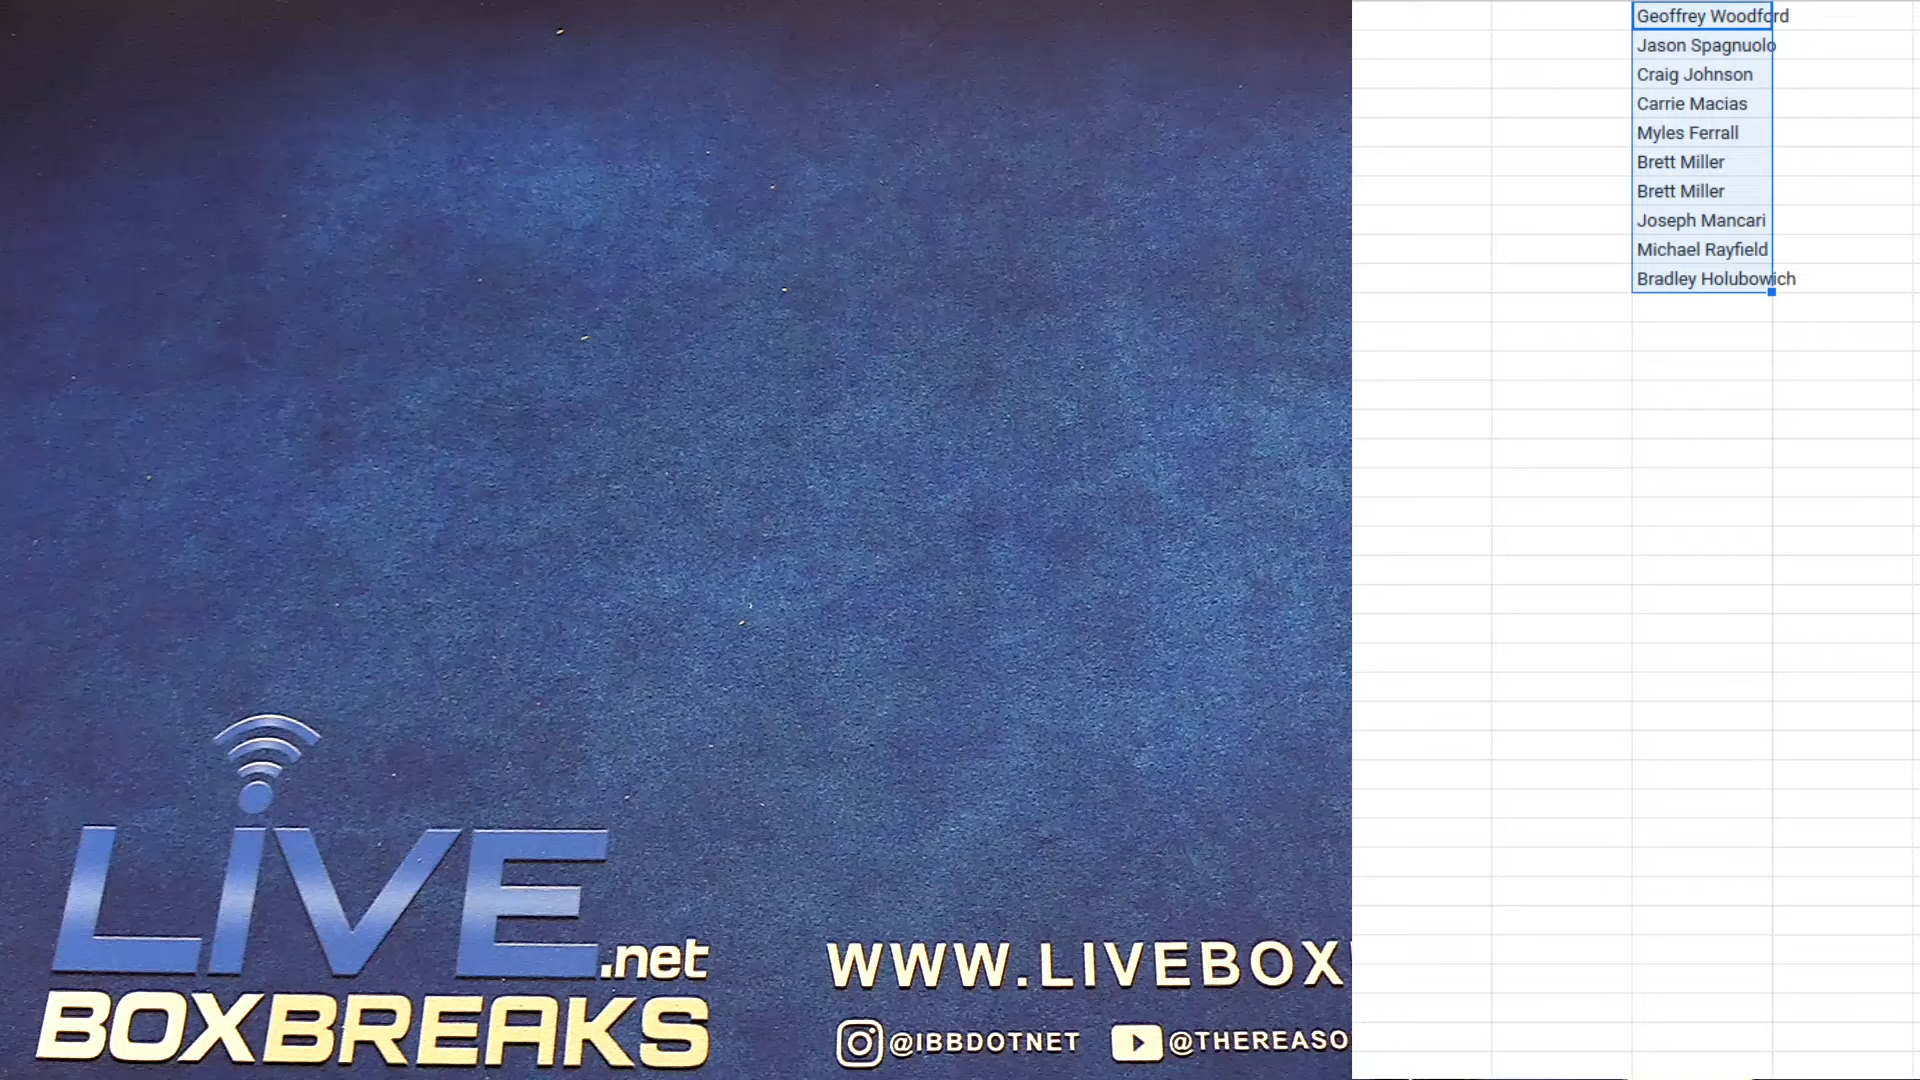 Geoffrey Woodford
Jason Spagnuolo
Craig Johnson
Carrie Macias
Myles Ferrall
Brett Miller
Brett Miller
Joseph Mancari
Michael Rayfield
Bradley Holubowich
LiVE.net
BOXBREAKS
WWW.LIVEBOX
@IBBDOTNET @THEREASO